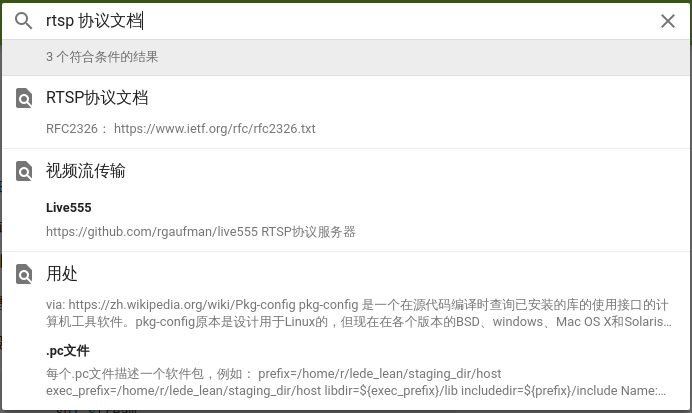 rtsp 协议文档
3 个符合条件的结果
RTSP协议文档
RFC2326： https://www.ietf.org/rfc/rfc2326.txt
视频流传输
Live555
https://github.com/rgaufman/live555 RTSP协议服务器
用处
via: https://zh.wikipedia.org/wiki/Pkg-config pkg-config 是一个在源代码编译时查询已安装的库的使用接口的计
算机工具软件。pkg-config原本是设计用于Linux的，但现在在各个版本的BSD、windows、Mac OS X和Solaris…
.pc文件
每个.pc文件描述一个软件包，例如： prefix=/home/r/lede_lean/staging_dir/host
exec_prefix=/home/r/lede_lean/staging_dir/host libdir=${exec_prefix}/lib includedir=${prefix}/include Name:…